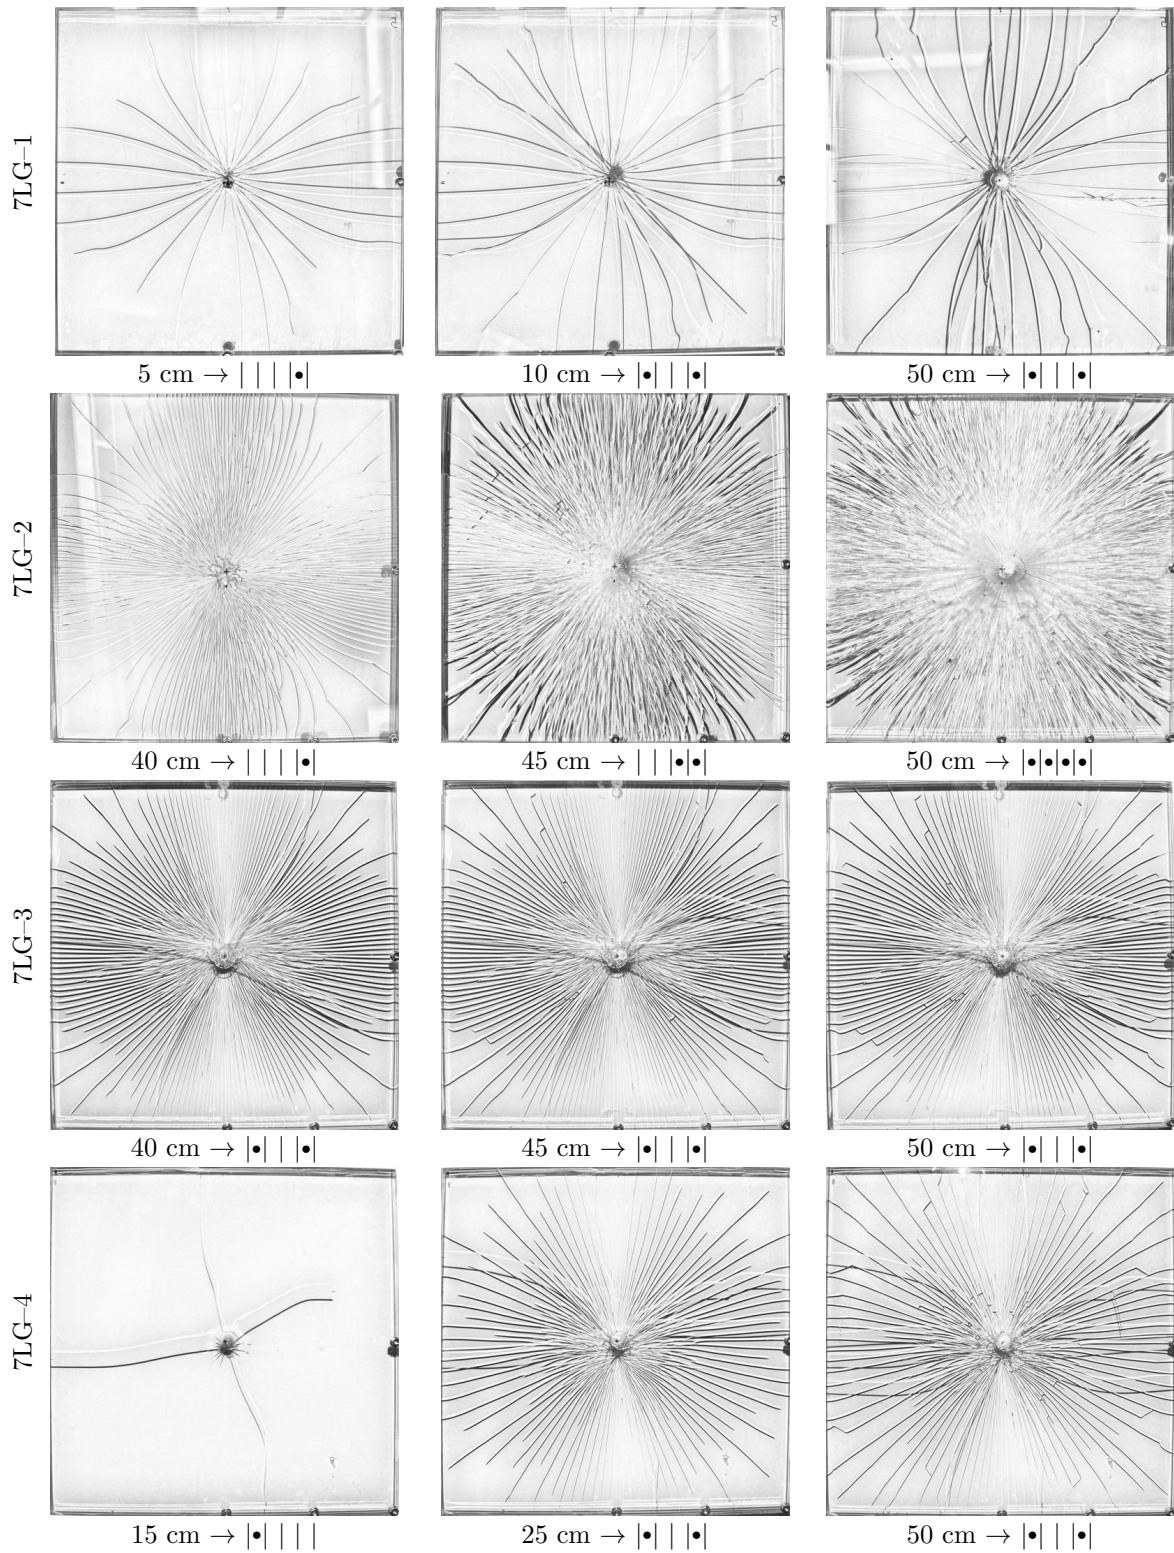 7LG–1
5 cm → | | | |•|
10 cm → |•| | |•|
50 cm → |•| | |•|
7LG–2
40 cm → | | | |•|
45 cm → | | |•|•|
50 cm → |•|•|•|•|
7LG–3
40 cm → |•| | |•|
45 cm → |•| | |•|
50 cm → |•| | |•|
7LG–4
15 cm → |•| | | |
25 cm → |•| | |•|
50 cm → |•| | |•|